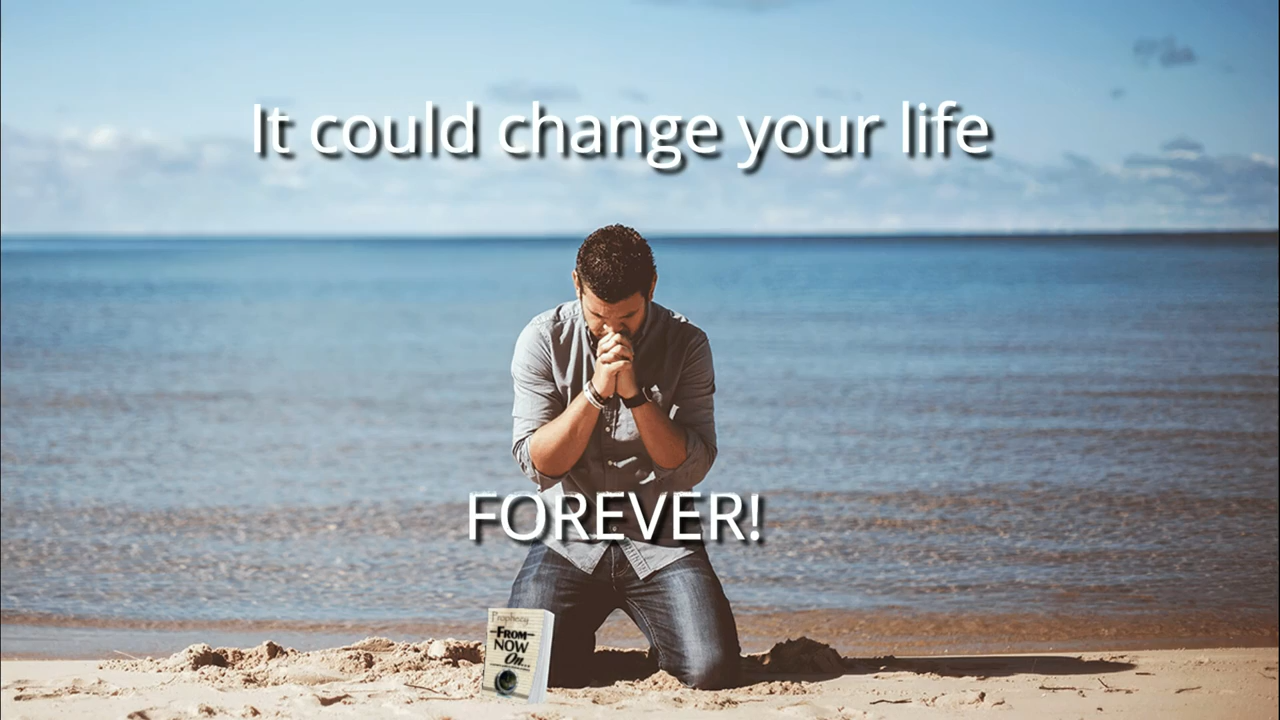 It could change your life
FOREVER!
Prophecy
FROM
NOW
On...